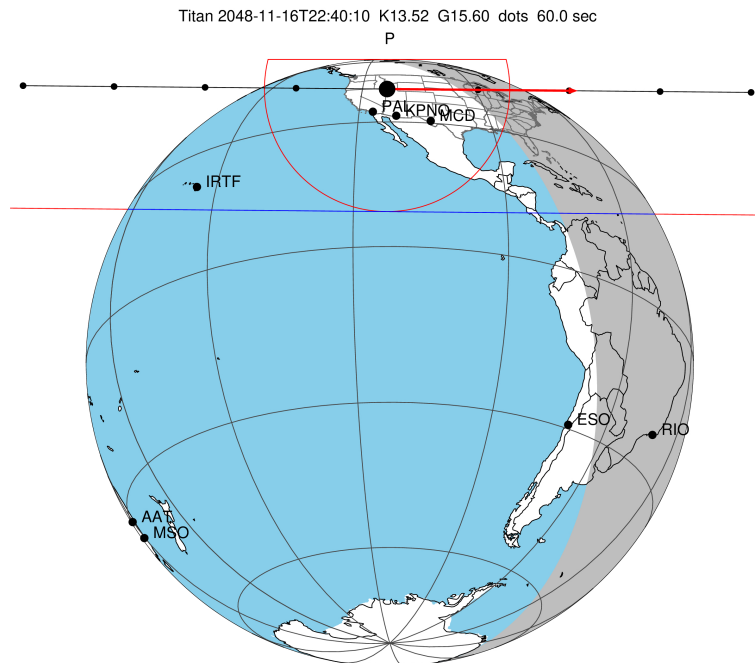 Titan 2048-11-16T22:40:10 K13.52 G15.60 dots 60.0 sec
P
PAL
KPNO
MCD
IRTF
ESO
RIO
AAT
MSO